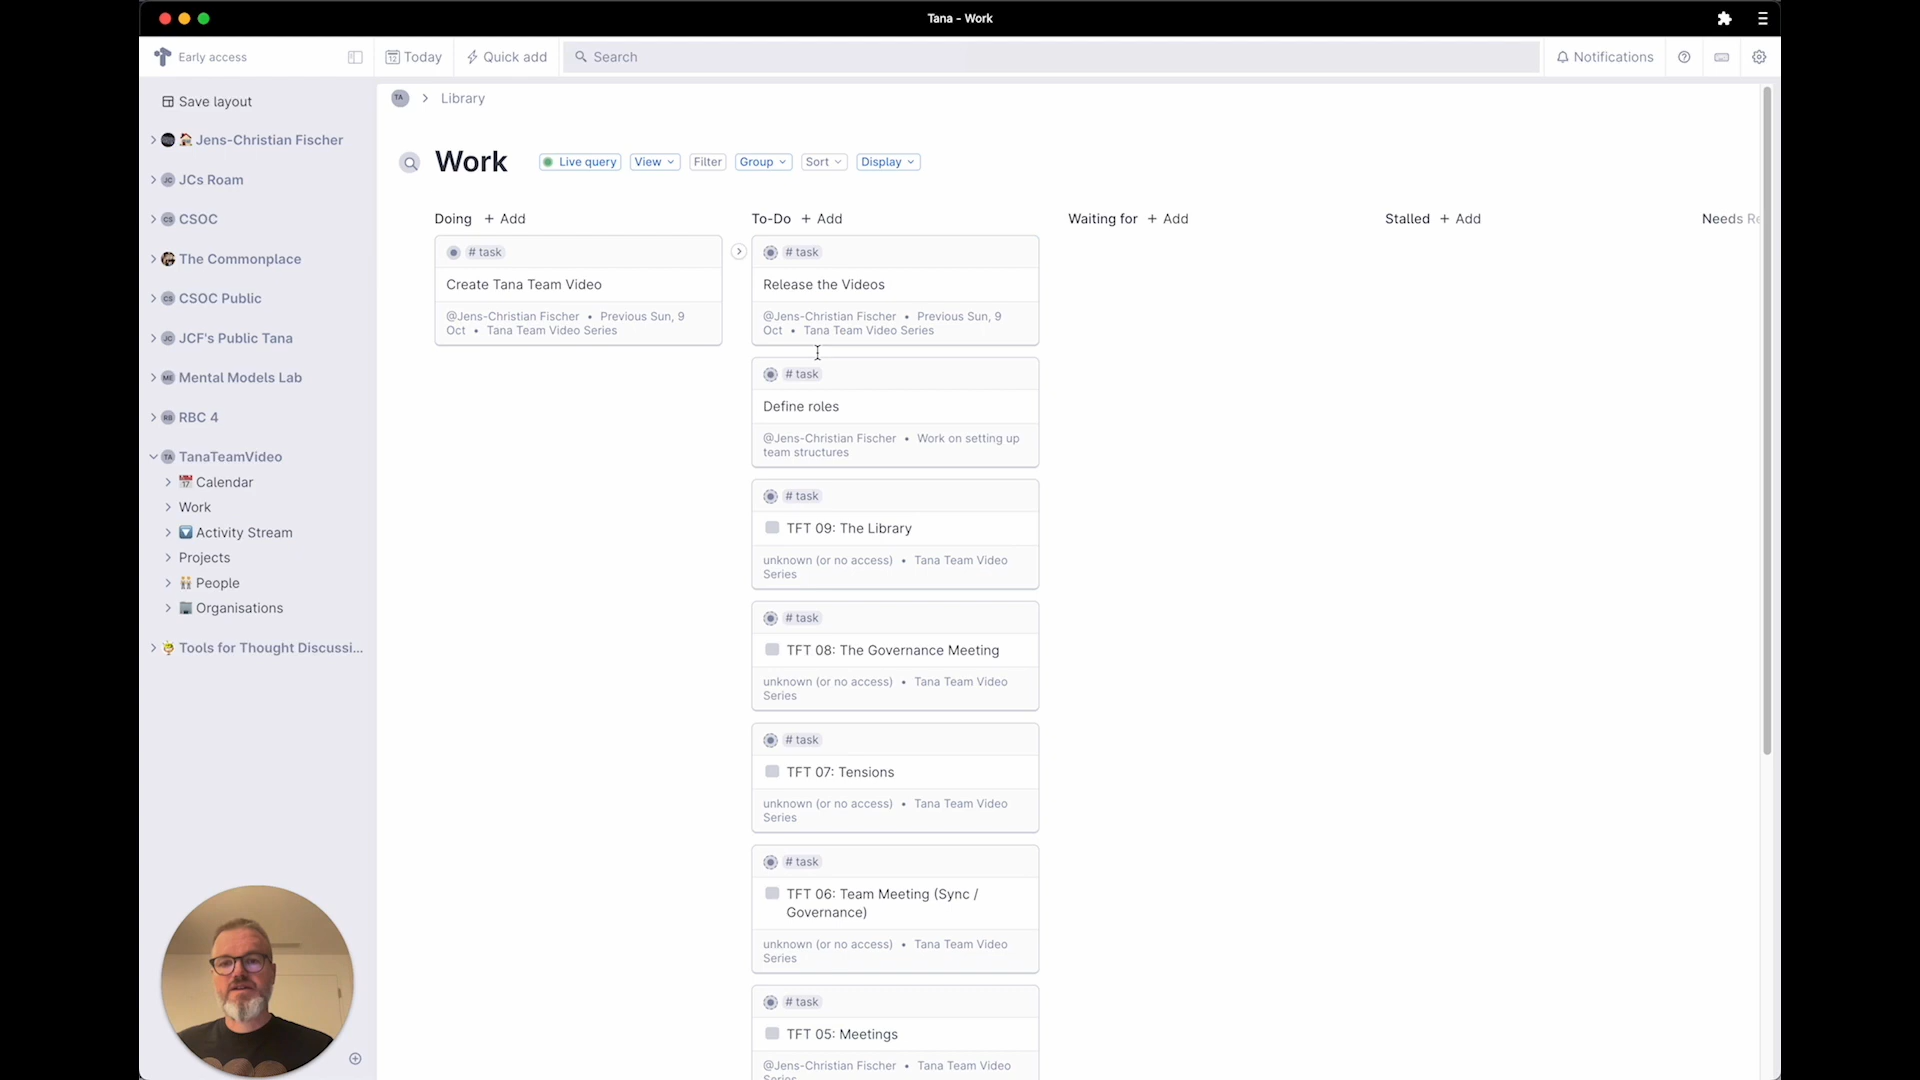 Tana - Work
Early access
Today
Quick add
Search
Notifications
Save layout
Jens-Christian Fischer
JCs Roam
CSOC
The Commonplace
CSOC Public
JCF's Public Tana
Mental Models Lab
RBC 4
TanaTeamVideo
Calendar
Work
Activity Stream
Projects
People
Organisations
Tools for Thought Discussi...
TA > Library
Work
Live query
View
Filter
Group
Sort
Display
Doing + Add
# task
Create Tana Team Video
@Jens-Christian Fischer • Previous Sun, 9
Oct • Tana Team Video Series
To-Do + Add
# task
Release the Videos
@Jens-Christian Fischer • Previous Sun, 9
Oct • Tana Team Video Series
# task
Define roles
@Jens-Christian Fischer • Work on setting up
team structures
# task
TFT 09: The Library
unknown (or no access) • Tana Team Video
Series
# task
TFT 08: The Governance Meeting
unknown (or no access) • Tana Team Video
Series
# task
TFT 07: Tensions
unknown (or no access) • Tana Team Video
Series
# task
TFT 06: Team Meeting (Sync /
Governance)
unknown (or no access) • Tana Team Video
Series
# task
TFT 05: Meetings
@Jens-Christian Fischer • Tana Team Video
Series
Waiting for + Add
Stalled + Add
Needs Re